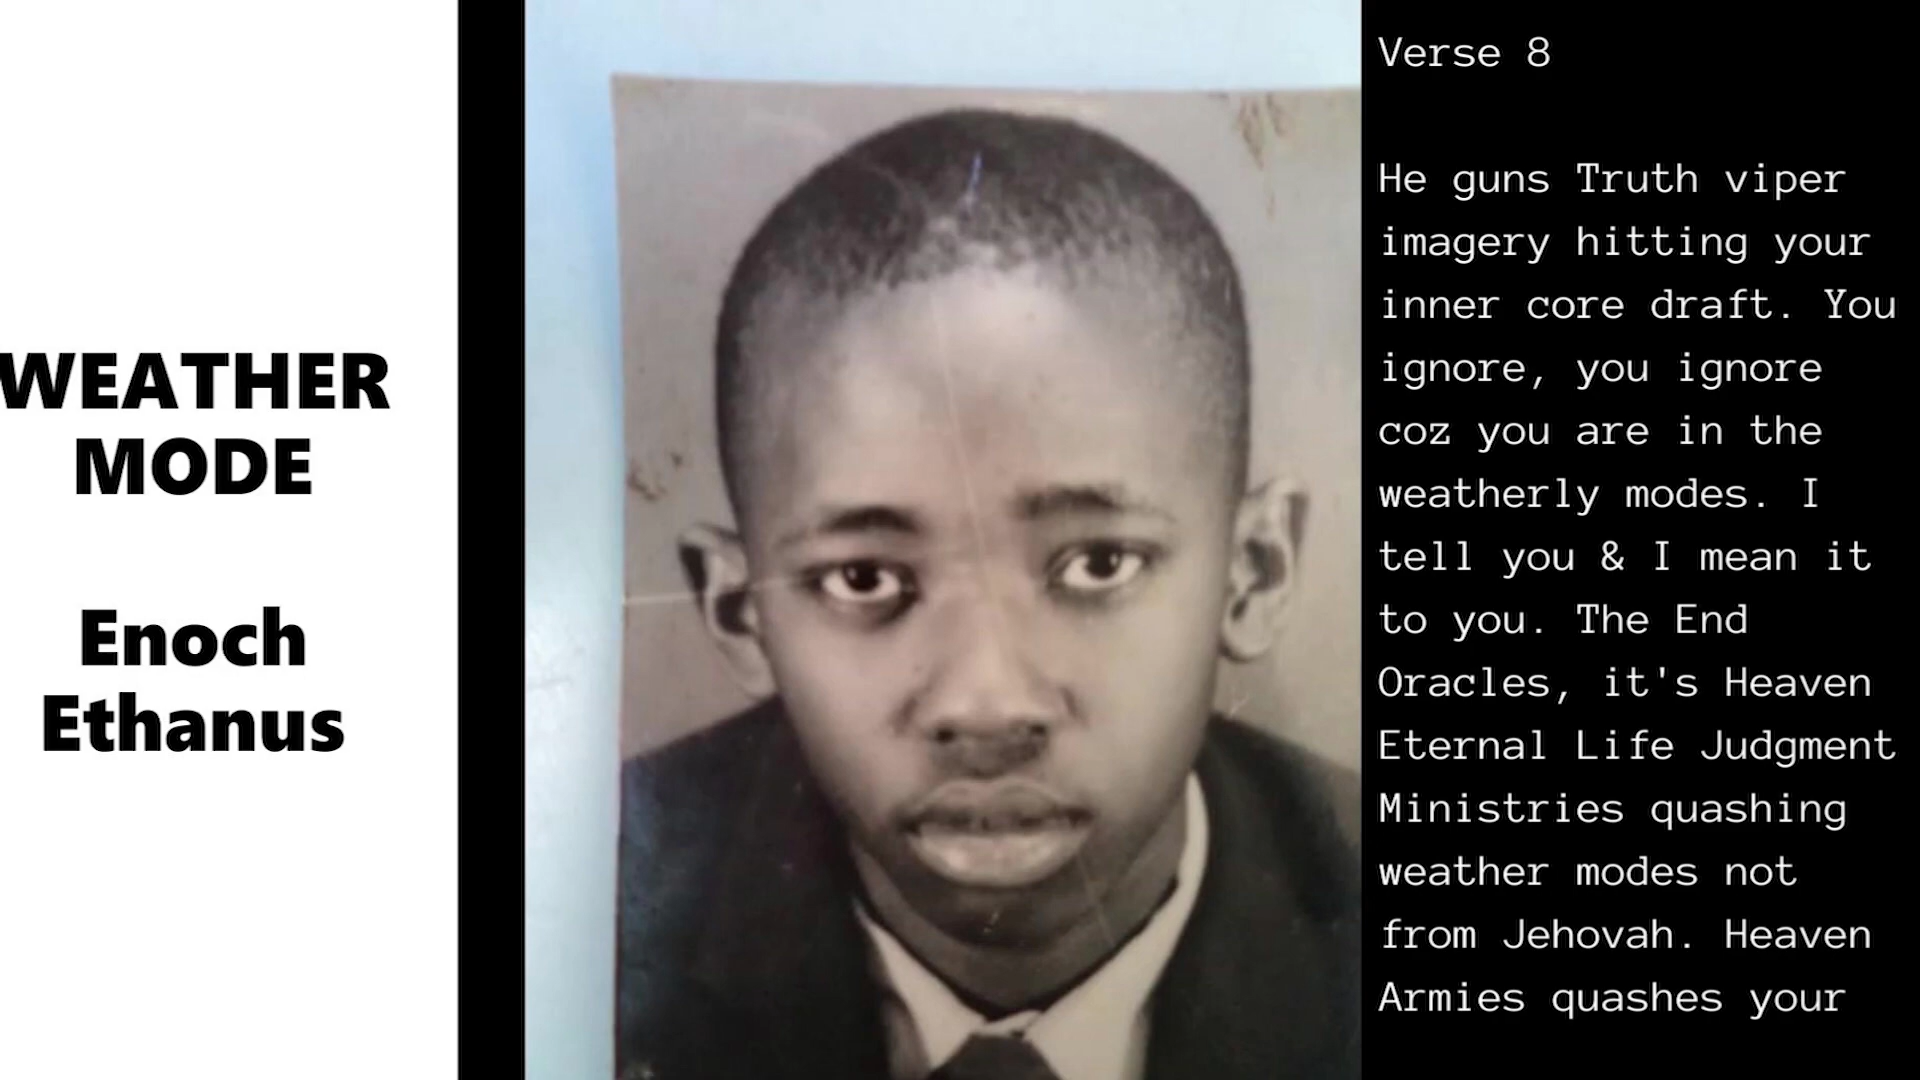 WEATHER
MODE
Enoch
Ethanus
Verse 8
He guns Truth viper
imagery hitting your
inner core draft. You
ignore, you ignore
coz you are in the
weatherly modes. I
tell you & I mean it
to you. The End
Oracles, it's Heaven
Eternal Life Judgment
Ministries quashing
weather modes not
from Jehovah. Heaven
Armies quashes your